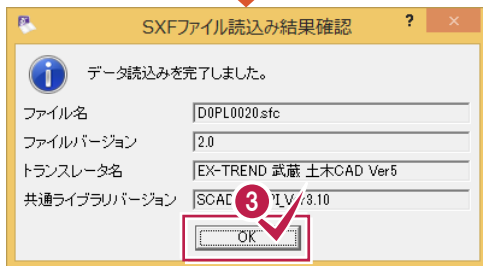 SXFファイル読込み結果確認 ? ×
データ読込みを完了しました。
ファイル名 D0PL0020.sfc
ファイルバージョン 2.0
トランスレータ名 EX-TREND 武蔵 土木CAD Ver5
共通ライブラリバージョン 3.10
3
OK